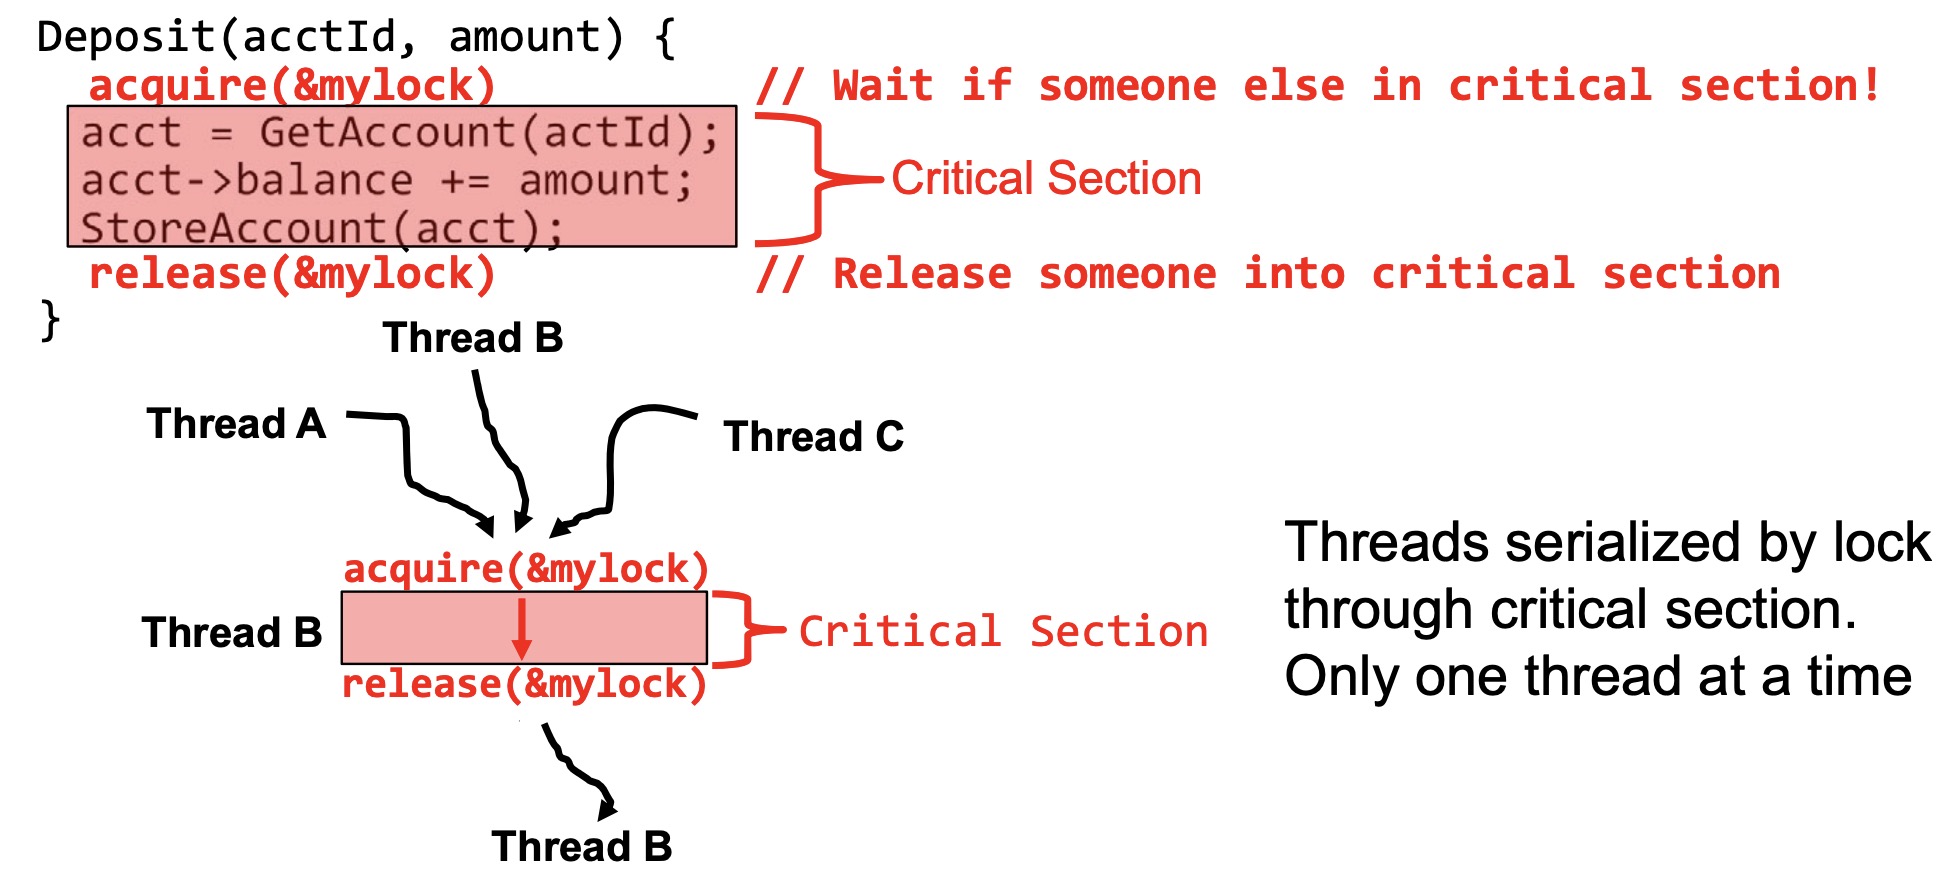 Deposit(acctId, amount) {
acquire(&mylock) // Wait if someone else in critical section!
acct = GetAccount(actId);
acct->balance += amount;
Critical Section
StoreAccount(acct);
release(&mylock) // Release someone into critical section
}
Thread B
Thread A
Thread C
acquire(&mylock)
Thread B
Critical Section
release(&mylock)
Thread B
Threads serialized by lock
through critical section.
Only one thread at a time